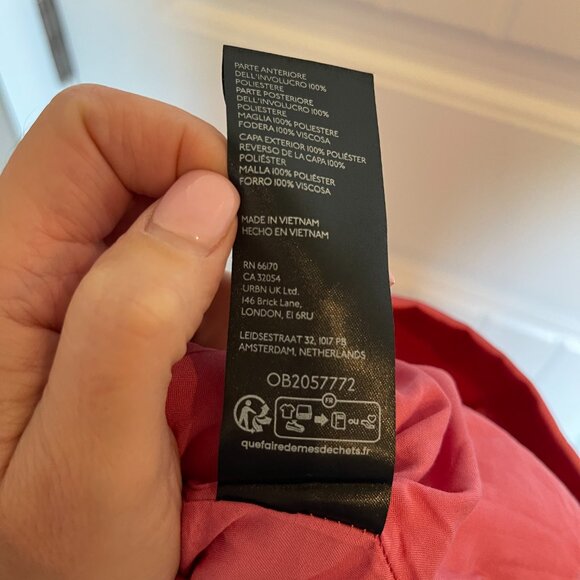 PARTE ANTERIORE
DELL'INVOLUCRO 100%
POLIESTERE
PARTE POSTERIORE
DELL'INVOLUCRO 100%
POLIESTERE
MAGLIA 100% POLIESTERE
FODERA 100% VISCOSA
CAPA EXTERIOR 100% POLIÉSTER
REVERSO DE LA CAPA 100%
POLIÉSTER
MALLA 100% POLIÉSTER
FORRO 100% VISCOSA
MADE IN VIETNAM
HECHO EN VIETNAM
RN 66170
CA 32054
URBN UK Ltd.
146 Brick Lane,
LONDON, E1 6RU
LEIDSESTRAAT 32, 1017 PB
AMSTERDAM, NETHERLANDS
OB2057772
FR
OU
quefairedemesdechets.fr